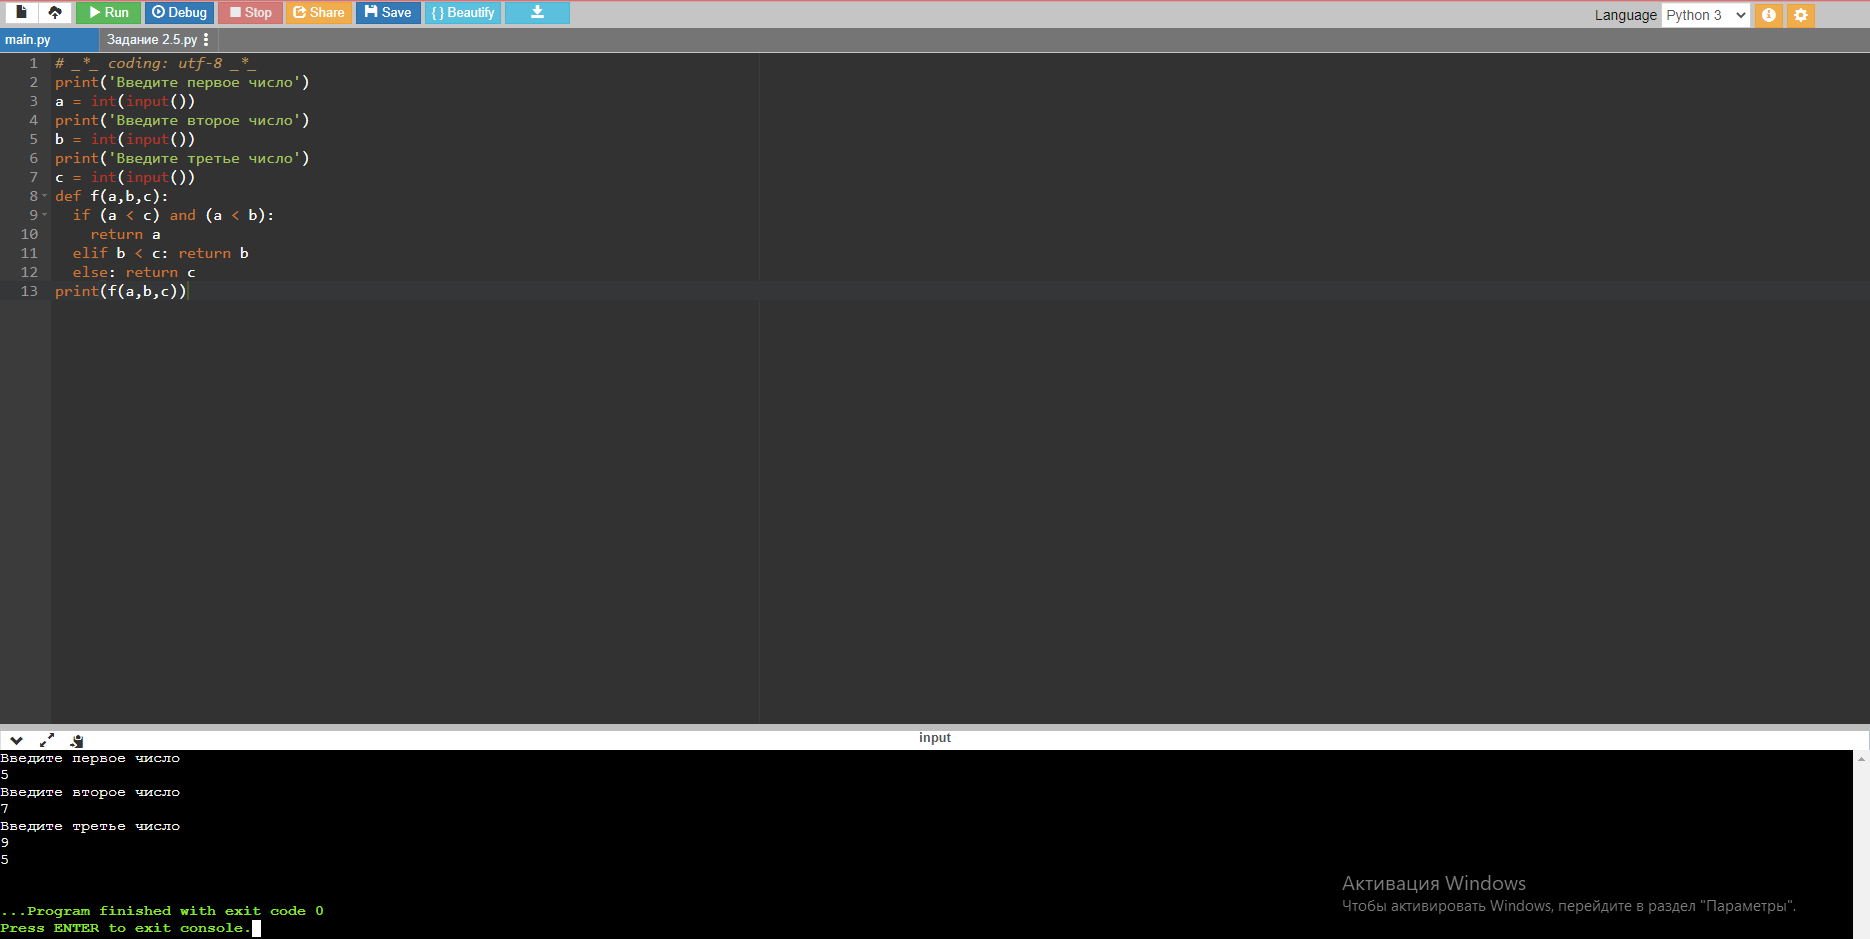 Run Debug Stop Share Save { } Beautify Language Python 3
main.py Задание 2.5.py
1 # _*_ coding: utf-8 _*_
2 print('Введите первое число')
3 a = int(input())
4 print('Введите второе число')
5 b = int(input())
6 print('Введите третье число')
7 c = int(input())
8 def f(a,b,c):
9   if (a < c) and (a < b):
10     return a
11   elif b < c: return b
12   else: return c
13 print(f(a,b,c))
input
Введите первое число
5
Введите второе число
7
Введите третье число
9
5
...Program finished with exit code 0
Press ENTER to exit console.
Активация Windows
Чтобы активировать Windows, перейдите в раздел "Параметры".